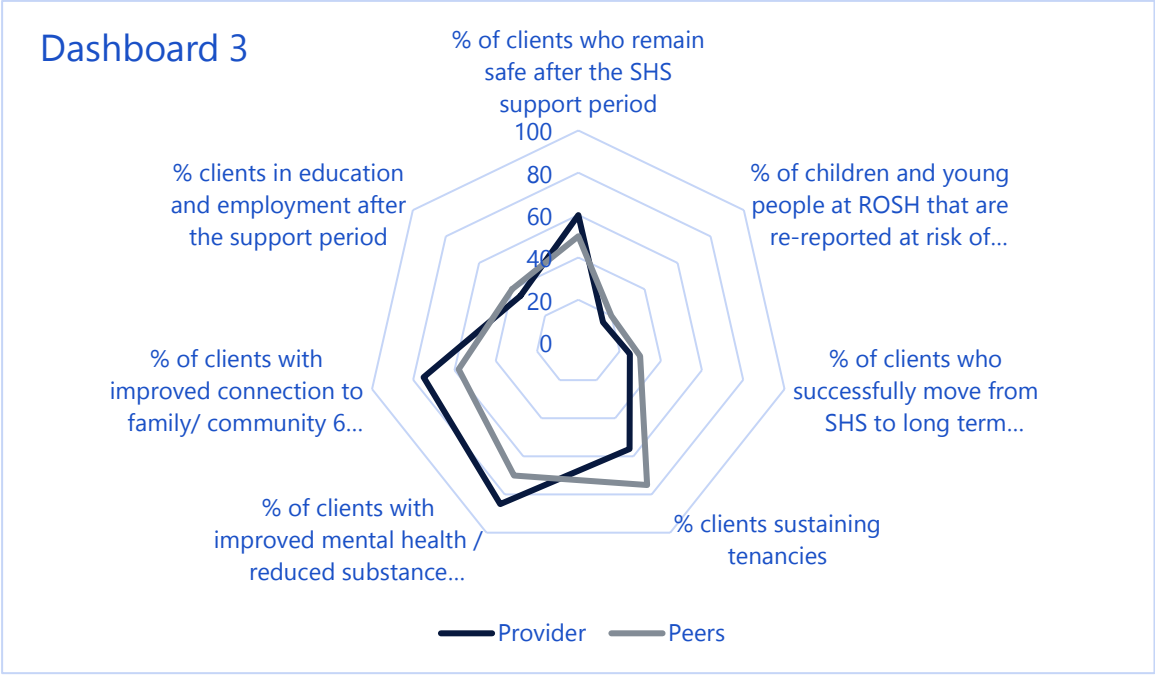 Dashboard 3
% of clients who remain
safe after the SHS
support period
100
80
60
40
20
0
% of children and young
people at ROSH that are
re-reported at risk of...
% of clients who
successfully move from
SHS to long term...
% clients sustaining
tenancies
% of clients with
improved mental health /
reduced substance...
% of clients with
improved connection to
family/ community 6...
% clients in education
and employment after
the support period
Provider
Peers